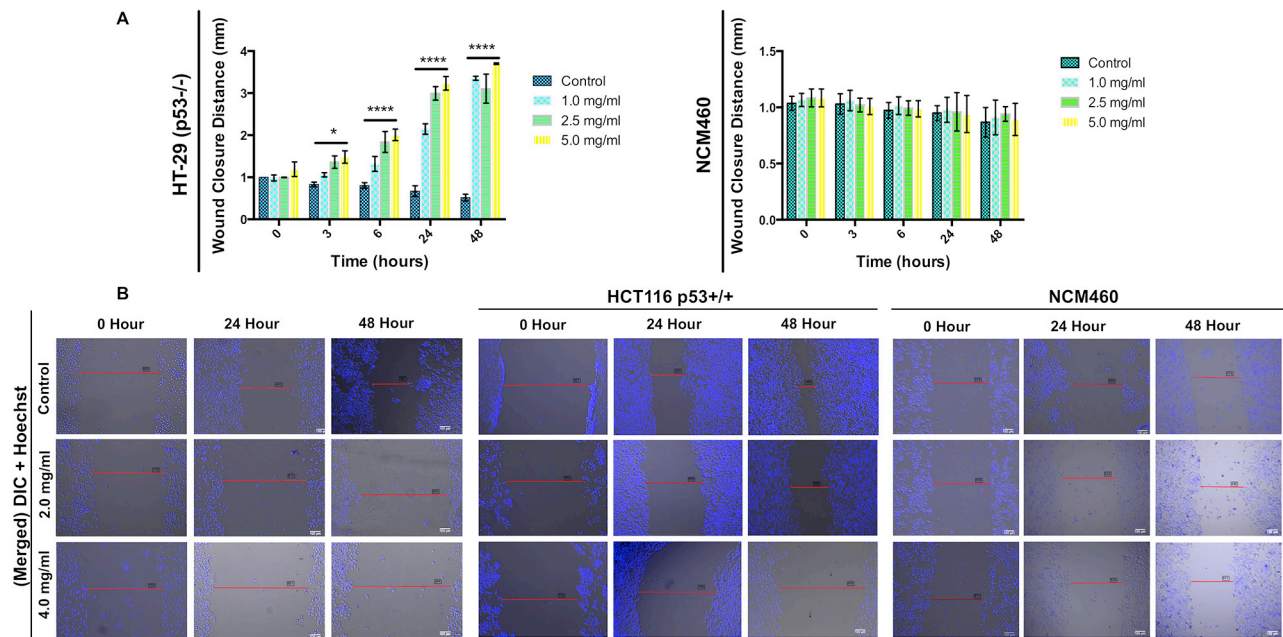 A
HT-29 (p53-/-)
Wound Closure Distance (mm)
4
3
2
1
0
*
****
****
****
Control
1.0 mg/ml
2.5 mg/ml
5.0 mg/ml
0
3
6
24
48
Time (hours)
NCM460
Wound Closure Distance (mm)
1.5
1.0
0.5
0.0
Control
1.0 mg/ml
2.5 mg/ml
5.0 mg/ml
0
3
6
24
48
Time (hours)
B
HCT116 p53+/+
NCM460
0 Hour
24 Hour
48 Hour
0 Hour
24 Hour
48 Hour
0 Hour
24 Hour
48 Hour
(Merged) DIC + Hoechst
Control
2.0 mg/ml
4.0 mg/ml